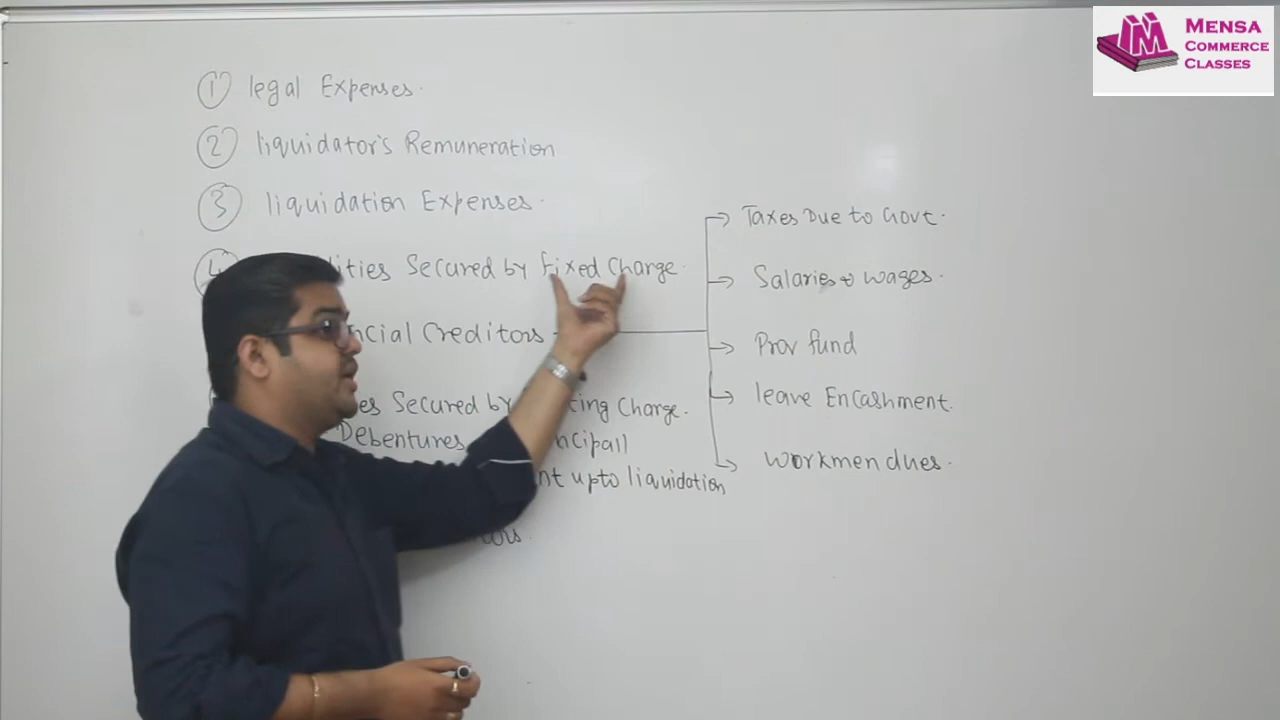 MENSA
COMMERCE
CLASSES
① legal Expenses.
② liquidator's Remuneration
③ liquidation Expenses.
④ Secured by fixed Charge.
Creditors
Secured by Charge.
Debentures
upto liquidation
Taxes Due to Govt.
Salaries & wages.
Prov fund
leave Encashment.
workmen dues.